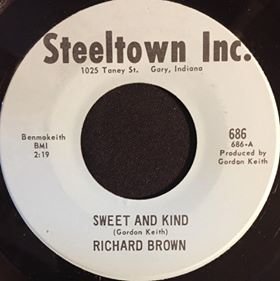 Steeltown Inc.
1025 Taney St. Gary, Indiana
Benmokeith
BMI
2:19
686
686-A
Produced by
Gordon Keith
SWEET AND KIND
(Gordon Keith)
RICHARD BROWN